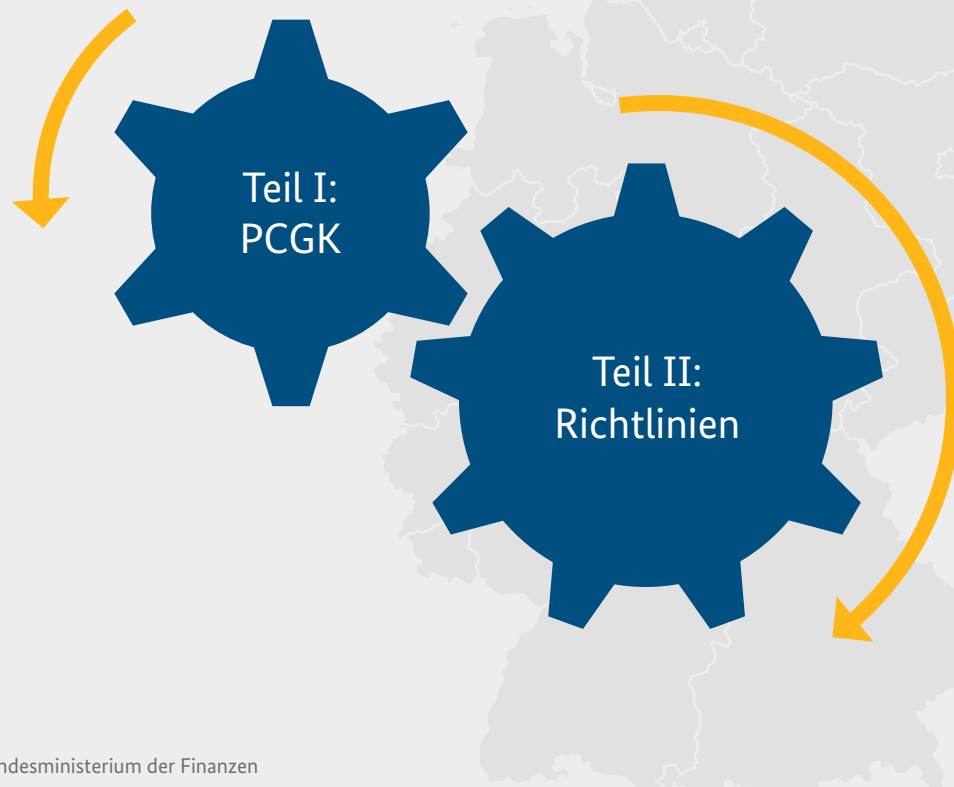 Teil I:
PCGK
Teil II:
Richtlinien
ndesministerium der Finanzen